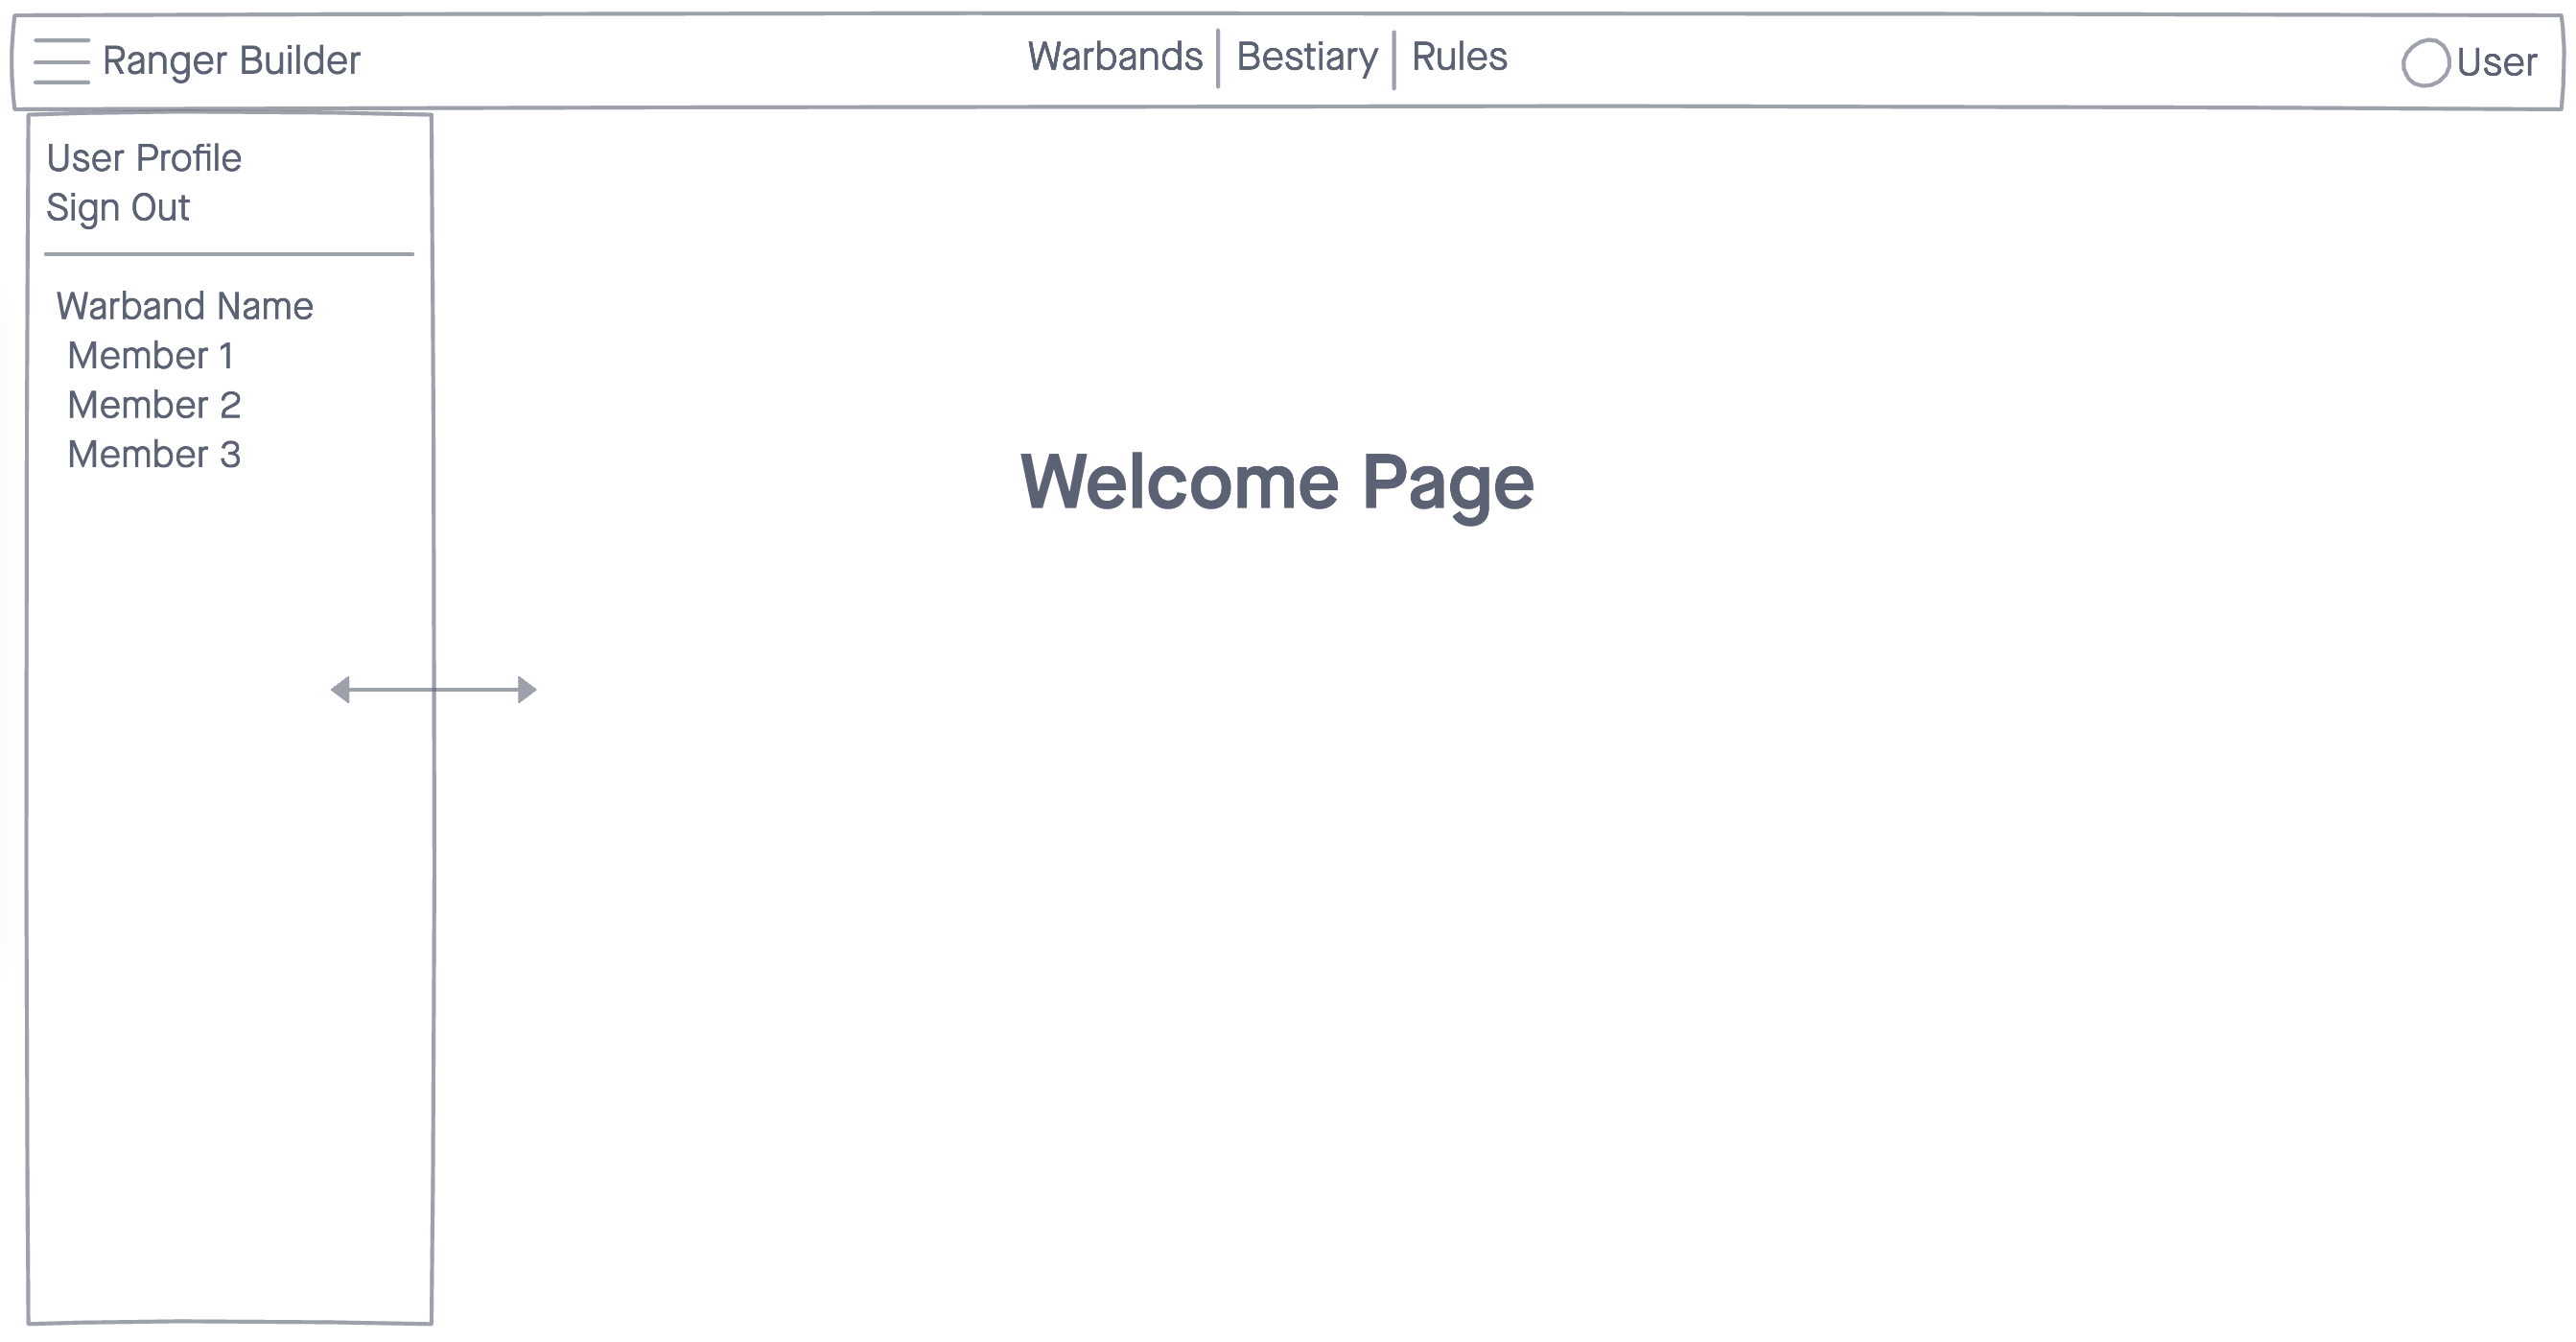 Ranger Builder
Warbands
Bestiary
Rules
User
User Profile
Sign Out
Warband Name
Member 1
Member 2
Member 3
Welcome Page